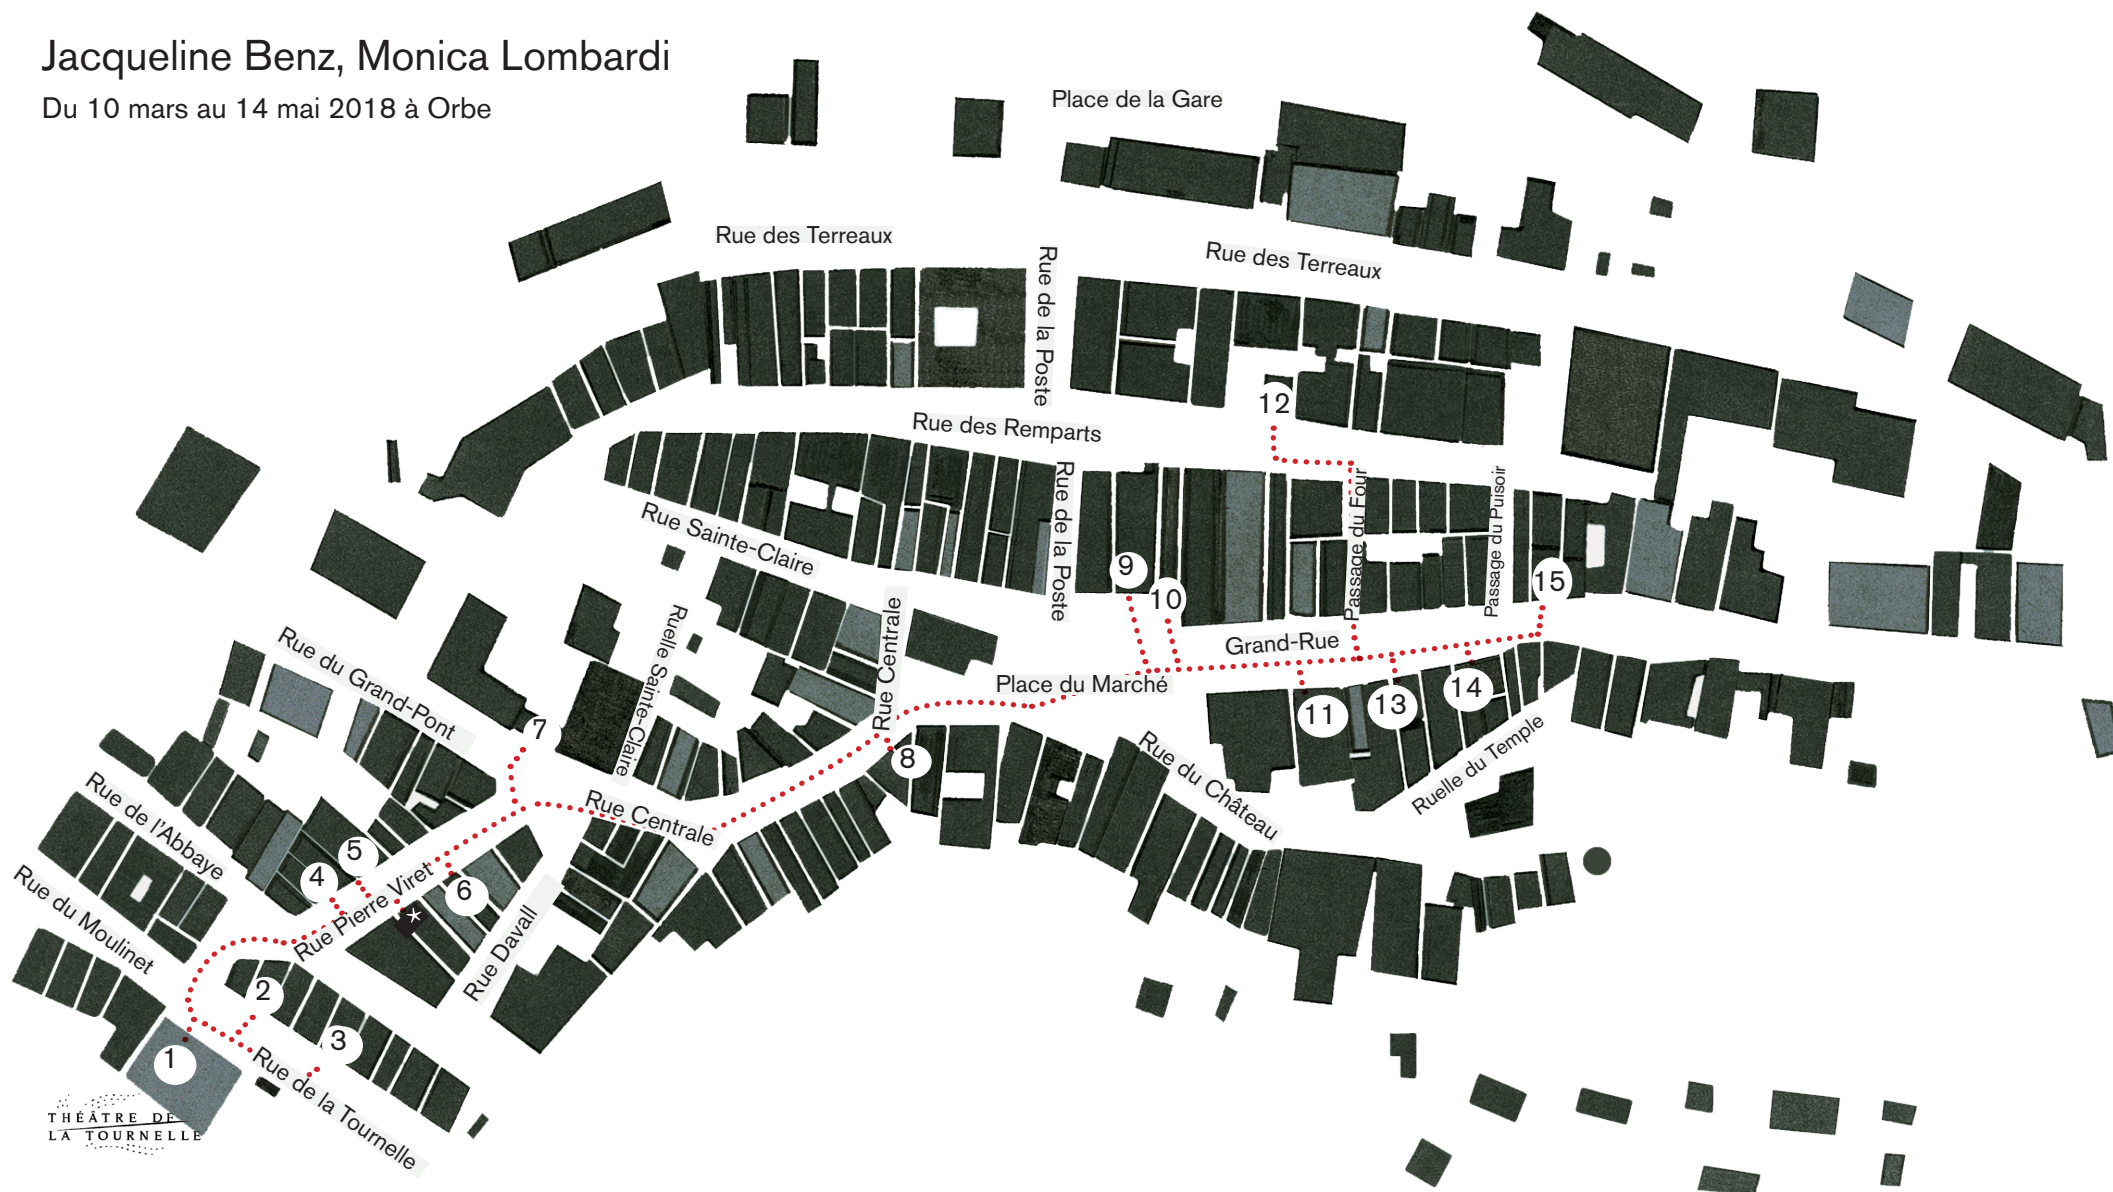 Jacqueline Benz, Monica Lombardi
Du 10 mars au 14 mai 2018 à Orbe
Place de la Gare
Rue des Terreaux
Rue des Terreaux
Rue de la Poste
12
Rue des Remparts
Rue de la Poste
Passage du Four
Passage du Puisoir
Rue Sainte-Claire
9
10
15
Rue Centrale
Ruelle Sainte-Claire
Grand-Rue
Rue du Grand-Pont
Place du Marché
7
8
11
13
14
Rue du Château
Ruelle du Temple
Rue Centrale
Rue de l'Abbaye
5
4
6
*
Rue Pierre Viret
Rue du Moulinet
Rue Davall
2
3
1
Rue de la Tournelle
THÉÂTRE DE
LA TOURNELLE